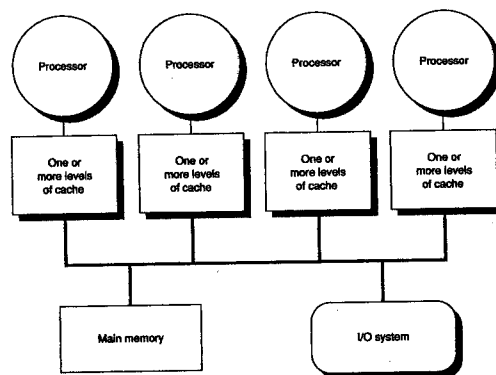 Processor
Processor
Processor
Processor
One or
more levels
of cache
One or
more levels
of cache
One or
more levels
of cache
One or
more levels
of cache
Main memory
I/O system